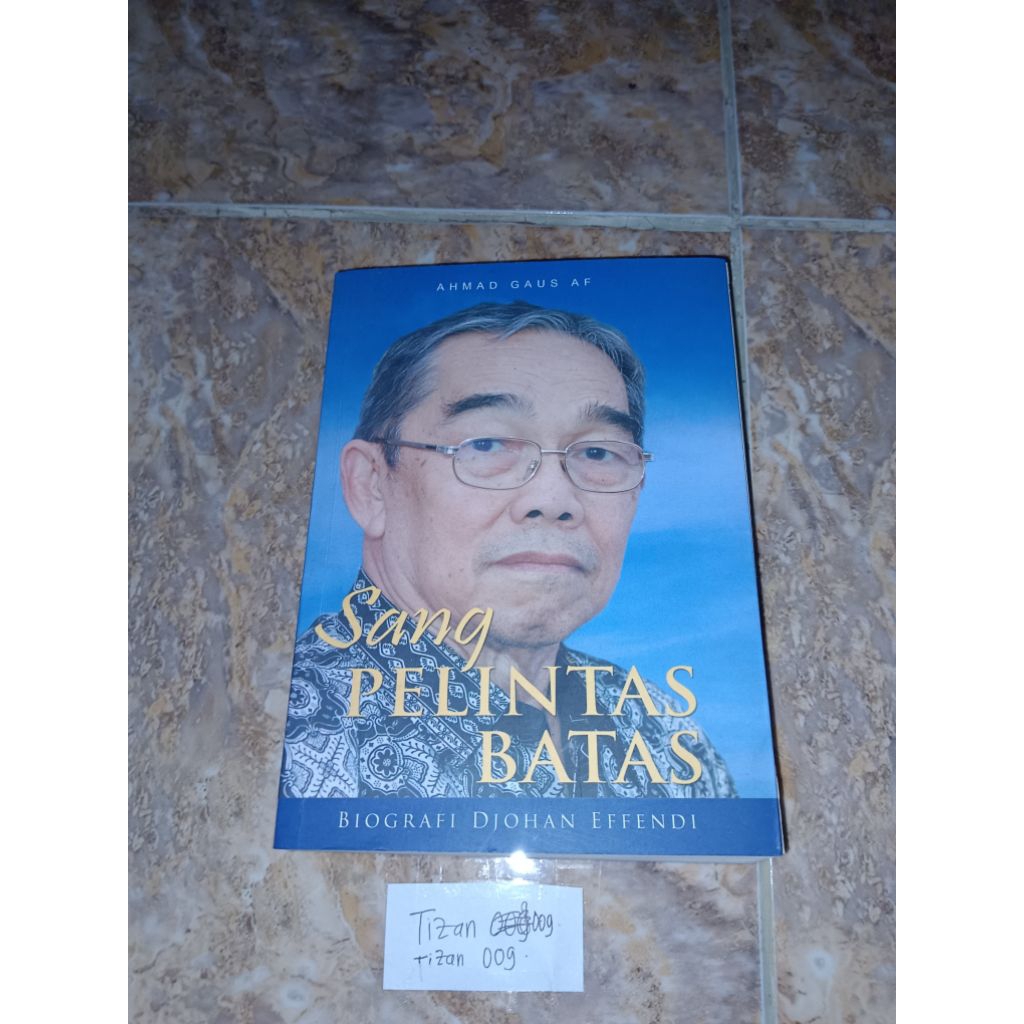 AHMAD GAUS AF
Sang
PELINTAS
BATAS
BIOGRAFI DJOHAN EFFENDI
Tizan 009
Tizan 009.